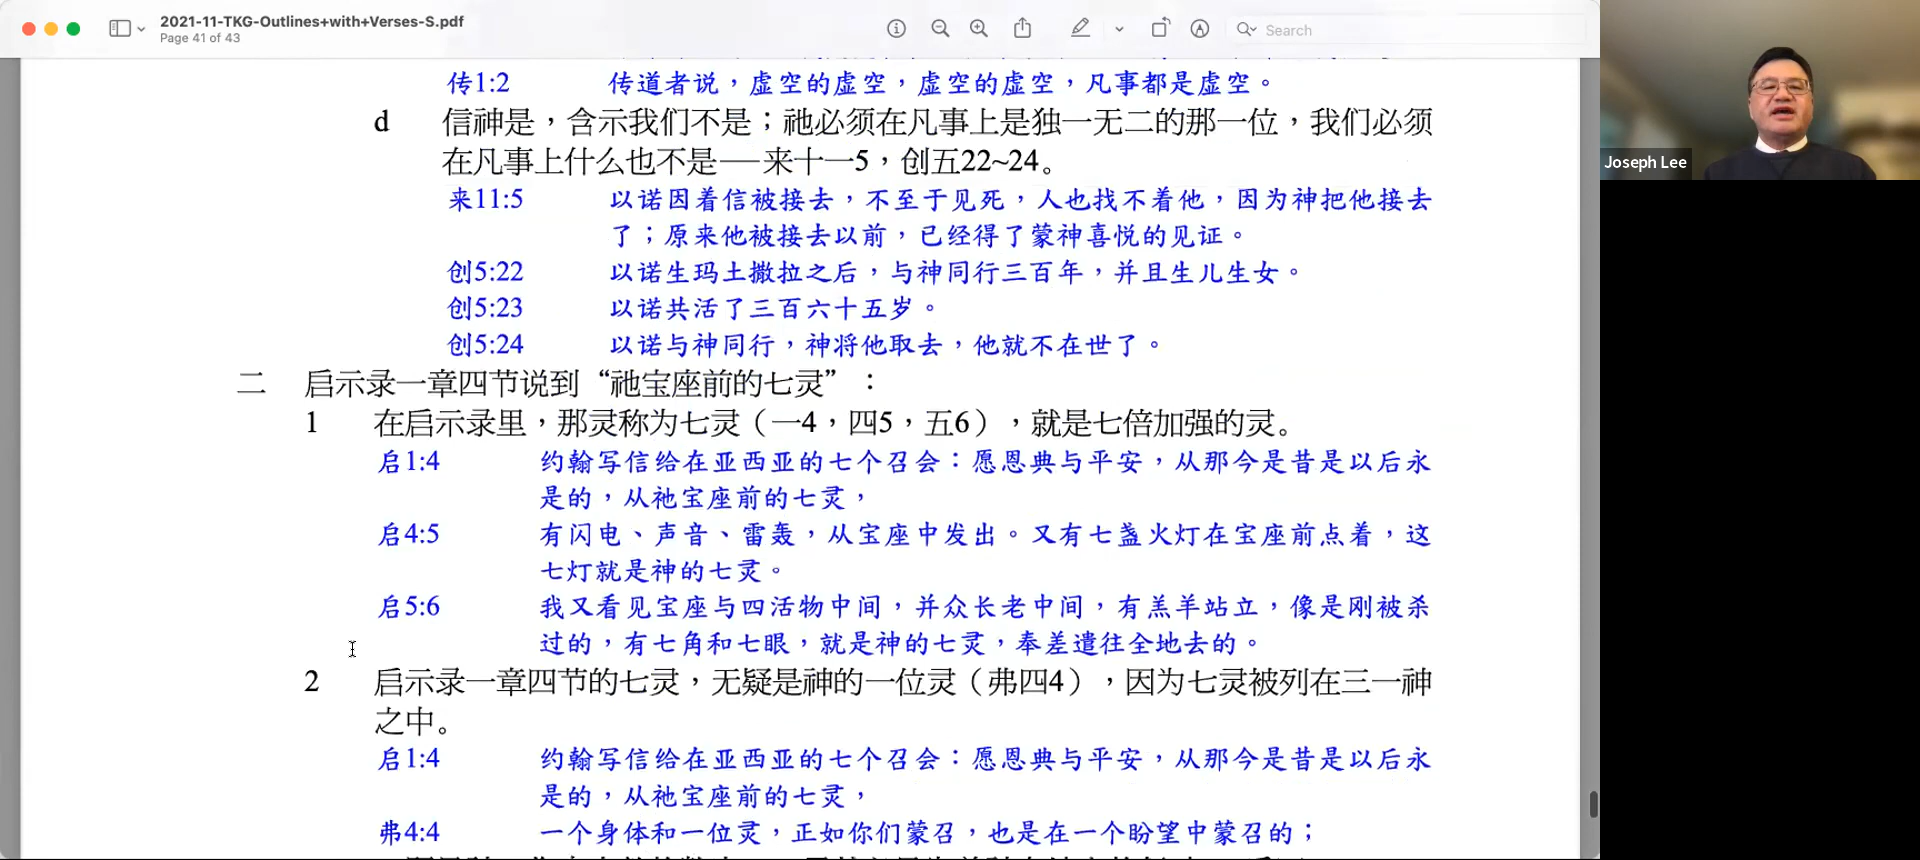 2021-11-TKG-Outlines+with+Verses-S.pdf
Page 41 of 43
Search
Joseph Lee
传1:2 传道者说，虚空的虚空，虚空的虚空，凡事都是虚空。
d 信神是，含示我们不是；祂必须在凡事上是独一无二的那一位，我们必须
在凡事上什么也不是——来十一5，创五22~24。
来11:5 以诺因着信被接去，不至于见死，人也找不着他，因为神把他接去
了；原来他被接去以前，已经得了蒙神喜悦的见证。
创5:22 以诺生玛土撒拉之后，与神同行三百年，并且生儿生女。
创5:23 以诺共活了三百六十五岁。
创5:24 以诺与神同行，神将他取去，他就不在世了。
二 启示录一章四节说到“祂宝座前的七灵”：
1 在启示录里，那灵称为七灵（一4，四5，五6），就是七倍加强的灵。
启1:4 约翰写信给在亚西亚的七个召会：愿恩典与平安，从那今是昔是以后永
是的，从祂宝座前的七灵，
启4:5 有闪电、声音、雷轰，从宝座中发出。又有七盏火灯在宝座前点着，这
七灯就是神的七灵。
启5:6 我又看见宝座与四活物中间，并众长老中间，有羔羊站立，像是刚被杀
过的，有七角和七眼，就是神的七灵，奉差遣往全地去的。
2 启示录一章四节的七灵，无疑是神的一位灵（弗四4），因为七灵被列在三一神
之中。
启1:4 约翰写信给在亚西亚的七个召会：愿恩典与平安，从那今是昔是以后永
是的，从祂宝座前的七灵，
弗4:4 一个身体和一位灵，正如你们蒙召，也是在一个盼望中蒙召的；